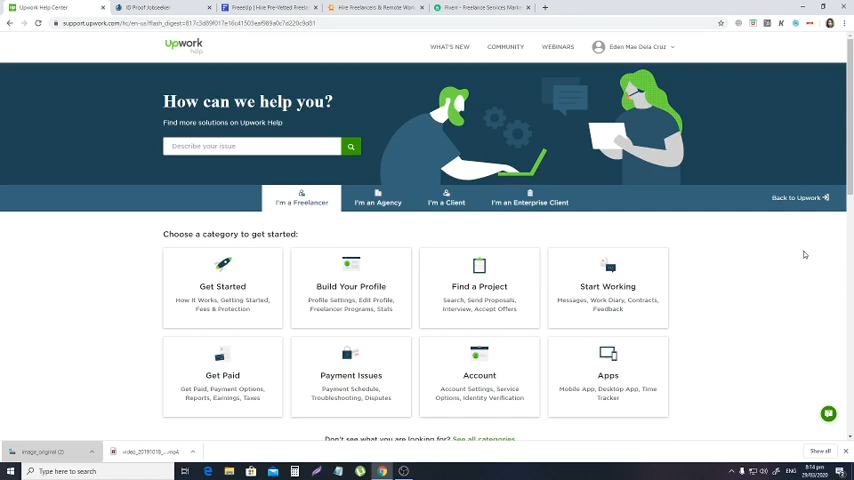 Upwork Help Center
ID Proof Jobseeker
FreeeUp | Hire Pre-Vetted Freelan
Hire Freelancers & Remote Wor
Fiverr - Freelance Services Mark
support.upwork.com/hc/en-us?flash_digest=
upwork
help
WHAT'S NEW
COMMUNITY
WEBINARS
Eden Mae Dela Cruz
How can we help you?
Find more solutions on Upwork Help
Describe your issue
I'm a Freelancer
I'm an Agency
I'm a Client
I'm an Enterprise Client
Back to Upwork
Choose a category to get started:
Get Started
How It Works, Getting Started,
Fees & Protection
Build Your Profile
Profile Settings, Edit Profile,
Freelancer Programs, Stats
Find a Project
Search, Send Proposals,
Interview, Accept Offers
Start Working
Messages, Work Diary, Contracts,
Feedback
Get Paid
Get Paid, Payment Options,
Reports, Earnings, Taxes
Payment Issues
Payment Schedule,
Troubleshooting, Disputes
Account
Account Settings, Service
Options, Identity Verification
Apps
Mobile App, Desktop App, Time
Tracker
Don't see what you are looking for? See all categories
image_original (2)
video_20191018_....mp4
Show all
Type here to search
ENG
8:14 pm
29/03/2020